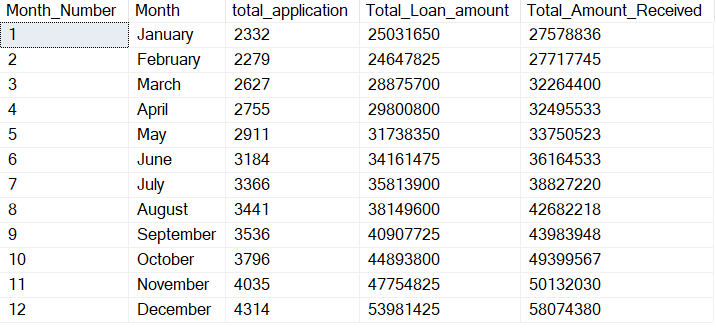 Month_Number Month total_application Total_Loan_amount Total_Amount_Received
1 January 2332 25031650 27578836
2 February 2279 24647825 27717745
3 March 2627 28875700 32264400
4 April 2755 29800800 32495533
5 May 2911 31738350 33750523
6 June 3184 34161475 36164533
7 July 3366 35813900 38827220
8 August 3441 38149600 42682218
9 September 3536 40907725 43983948
10 October 3796 44893800 49399567
11 November 4035 47754825 50132030
12 December 4314 53981425 58074380